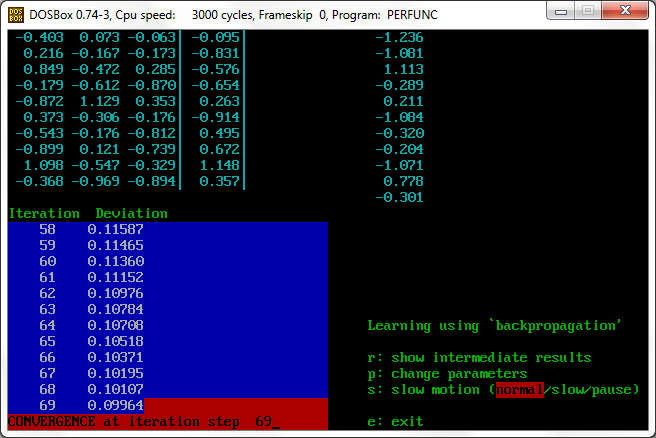 DOS BOX DOSBox 0.74-3, Cpu speed: 3000 cycles, Frameskip 0, Program: PERFUNC
-0.403 0.073 -0.063 -0.095 -1.236
0.216 -0.167 -0.173 -0.831 -1.081
0.849 -0.472 0.285 -0.576 1.113
-0.179 -0.612 -0.870 -0.654 -0.289
-0.872 1.129 0.353 0.263 0.211
0.373 -0.306 -0.176 -0.914 -1.084
-0.543 -0.176 -0.812 0.495 -0.320
-0.899 0.121 -0.739 0.672 -0.204
1.098 -0.547 -0.329 1.148 -1.071
-0.368 -0.969 -0.894 0.357 0.778
-0.301
Iteration Deviation
58 0.11587
59 0.11465
60 0.11360
61 0.11152
62 0.10976
63 0.10784
64 0.10708
65 0.10518
66 0.10371
67 0.10195
68 0.10107
69 0.09964
CONVERGENCE at iteration step 69_
Learning using `backpropagation'
r: show intermediate results
p: change parameters
s: slow motion (normal/slow/pause)
e: exit